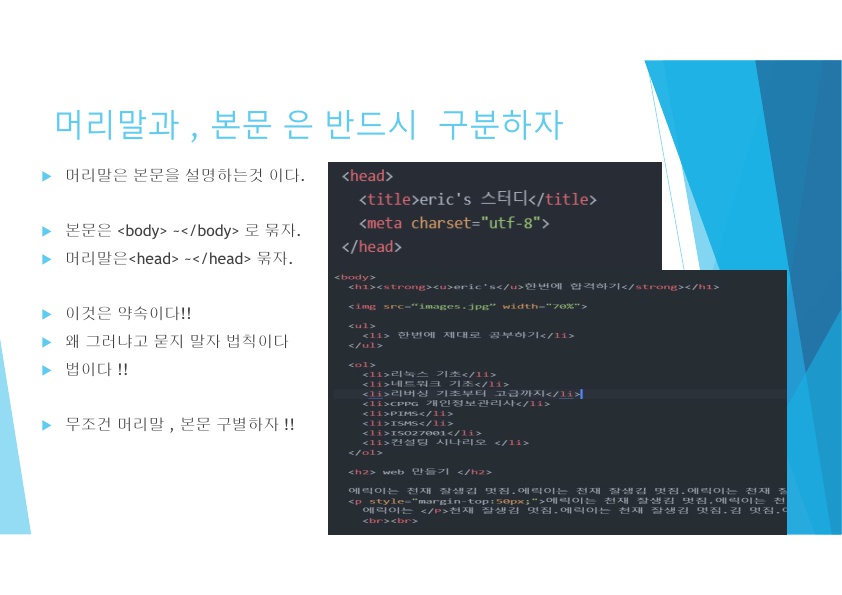 머리말과 , 본문 은 반드시 구분하자
머리말은 본문을 설명하는것 이다.
본문은 <body> ~</body> 로 묶자.
머리말은<head> ~</head> 묶자.
이것은 약속이다!!
왜 그러냐고 묻지 말자 법칙이다
법이다 !!
무조건 머리말 , 본문 구별하자 !!
<head>
<title>eric's 스터디</title>
<meta charset="utf-8">
</head>
<body>
<h1><strong><u>eric's</u>한번에 합격하기</strong></h1>
<img src="images.jpg" width="70%">
<ul>
<li> 한번에 제대로 공부하기</li>
</ul>
<ol>
<li>리눅스 기초</li>
<li>네트워크 기초</li>
<li>리버싱 기초부터 고급까지</li>
<li>CPPG 개인정보관리사</li>
<li>PIMS</li>
<li>ISMS</li>
<li>ISO27001</li>
<li>컨설팅 시나리오 </li>
</ol>
<h2> web 만들기 </h2>
에릭이는 천재 잘생김 멋짐.에릭이는 천재 잘생김 멋짐.에릭이는 천재 잘
<p style="margin-top:50px;">에릭이는 천재 잘생김 멋짐.에릭이는 천
에릭이는 </P>천재 잘생김 멋짐.에릭이는 천재 잘생김 멋짐.김 멋짐.
<br><br>